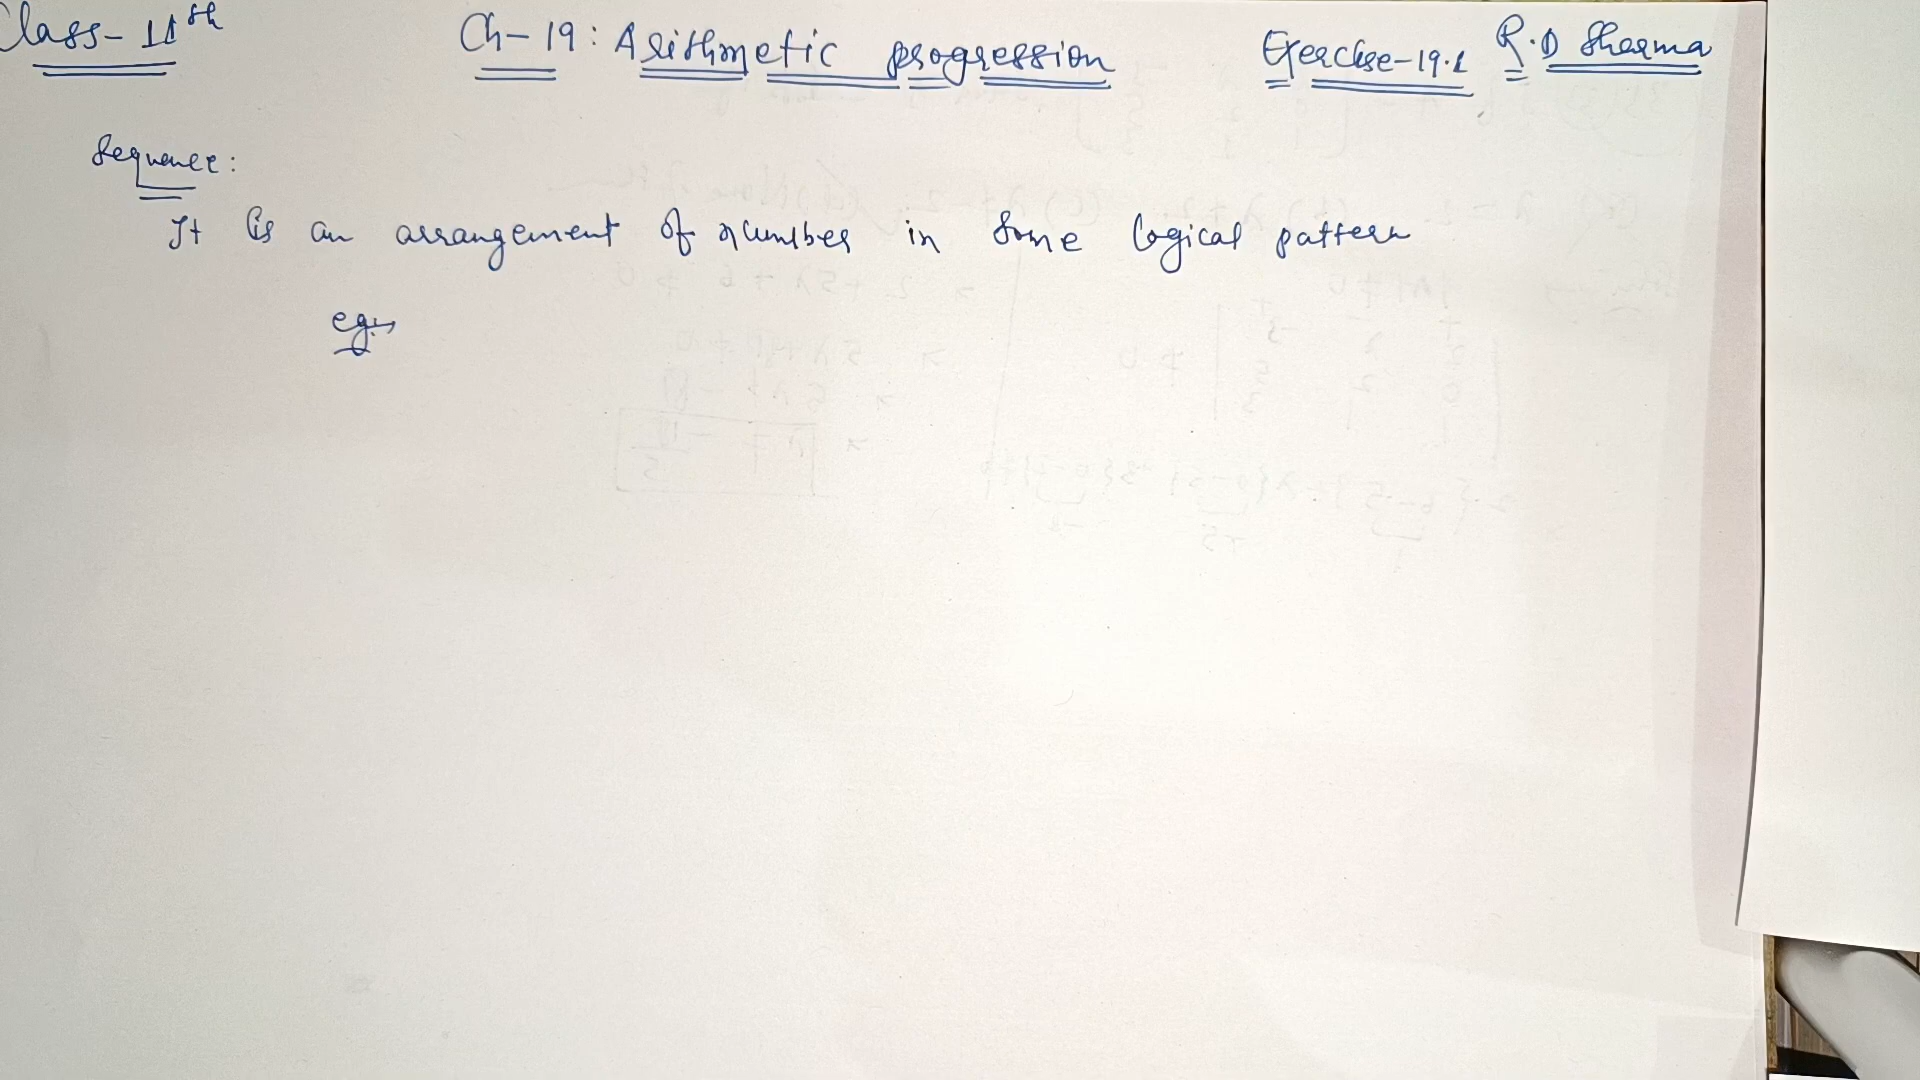 Class- 11th Ch- 19: Arithmetic progression Exercise-19.1 R.D Sharma
Sequence:
It is an arrangement of number in some logical pattern
eg:→